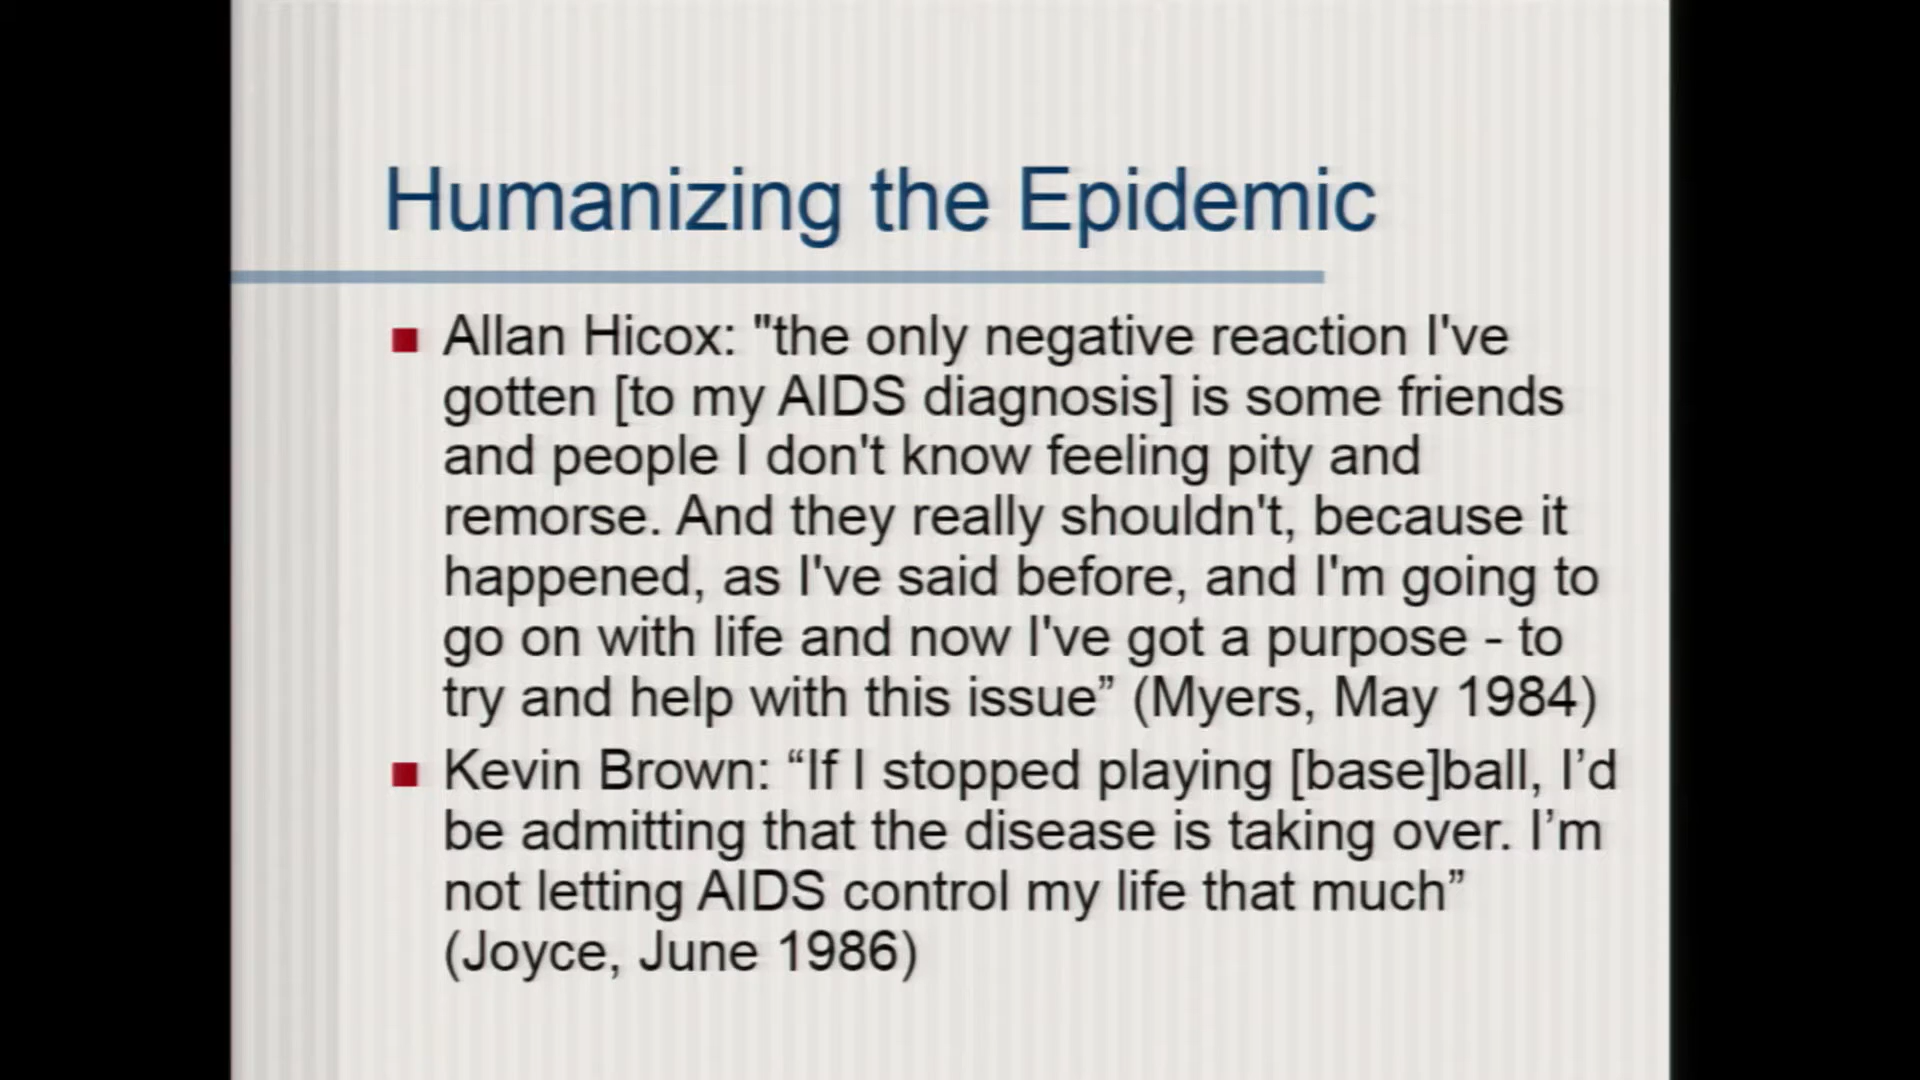 Humanizing the Epidemic
Allan Hicox: "the only negative reaction I've
gotten [to my AIDS diagnosis] is some friends
and people I don't know feeling pity and
remorse. And they really shouldn't, because it
happened, as I've said before, and I'm going to
go on with life and now I've got a purpose - to
try and help with this issue” (Myers, May 1984)
Kevin Brown: “If I stopped playing [base]ball, I’d
be admitting that the disease is taking over. I’m
not letting AIDS control my life that much”
(Joyce, June 1986)